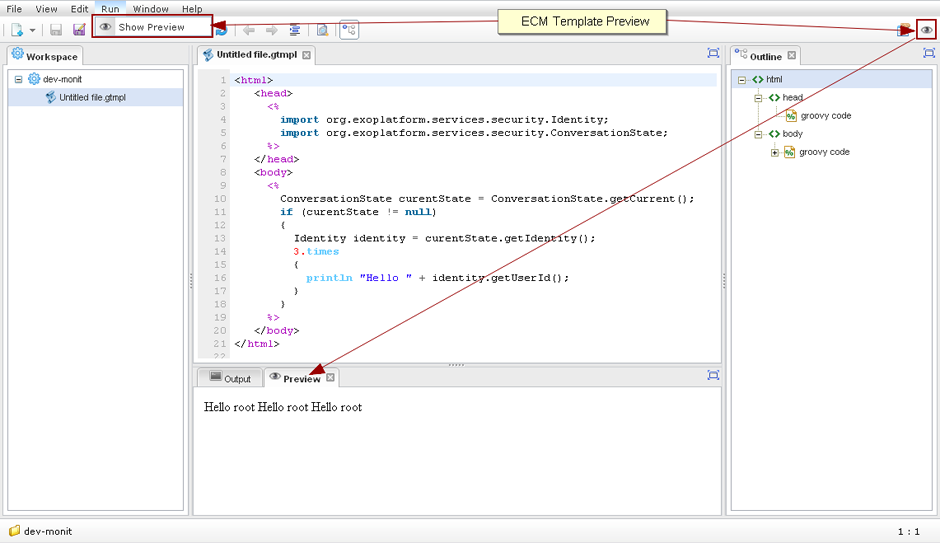 File View Edit Run Window Help
Show Preview
ECM Template Preview
Workspace
dev-monit
Untitled file.gtmpl
Untitled file.gtmpl
1 <html>
2 <head>
3 <%
4 import org.exoplatform.services.security.Identity;
5 import org.exoplatform.services.security.ConversationState;
6 %>
7 </head>
8 <body>
9 <%
10 ConversationState curentState = ConversationState.getCurrent();
11 if (curentState != null)
12 {
13 Identity identity = curentState.getIdentity();
14 3.times
15 {
16 println "Hello " + identity.getUserId();
17 }
18 }
19 %>
20 </body>
21 </html>
22
Outline
html
head
groovy code
body
groovy code
Output
Preview
Hello root Hello root Hello root
dev-monit
1 : 1